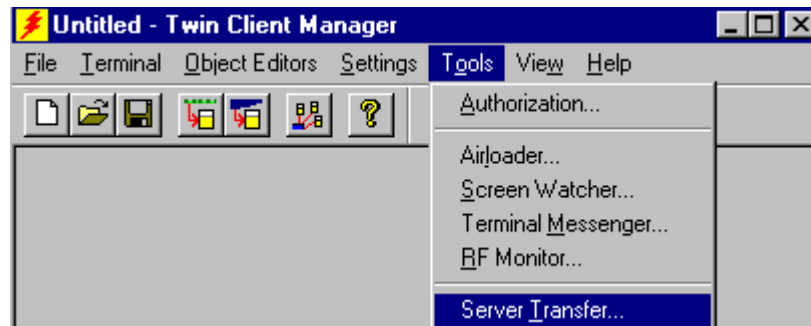 Untitled - Twin Client Manager
File Terminal Object Editors Settings Tools View Help
Authorization...
Airloader...
Screen Watcher...
Terminal Messenger...
RF Monitor...
Server Transfer...